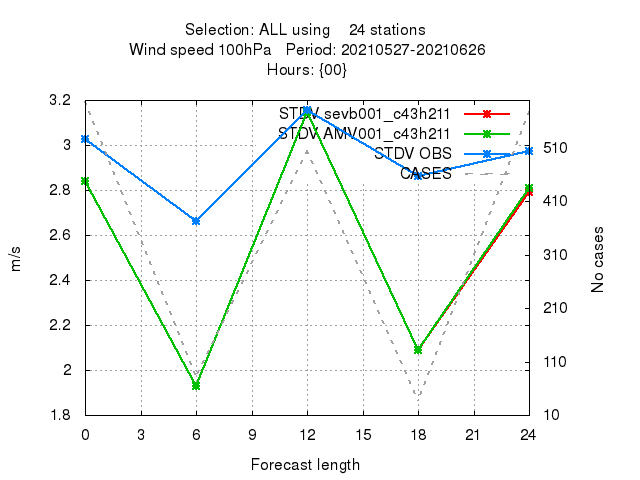 Selection: ALL using    24 stations
Wind speed 100hPa   Period: 20210527-20210626
Hours: {00}
STDV sevb001_c43h211
STDV AMV001_c43h211
STDV OBS
CASES
3.2
3
2.8
2.6
2.4
2.2
2
1.8
m/s
510
410
310
210
110
10
No cases
0 3 6 9 12 15 18 21 24
Forecast length